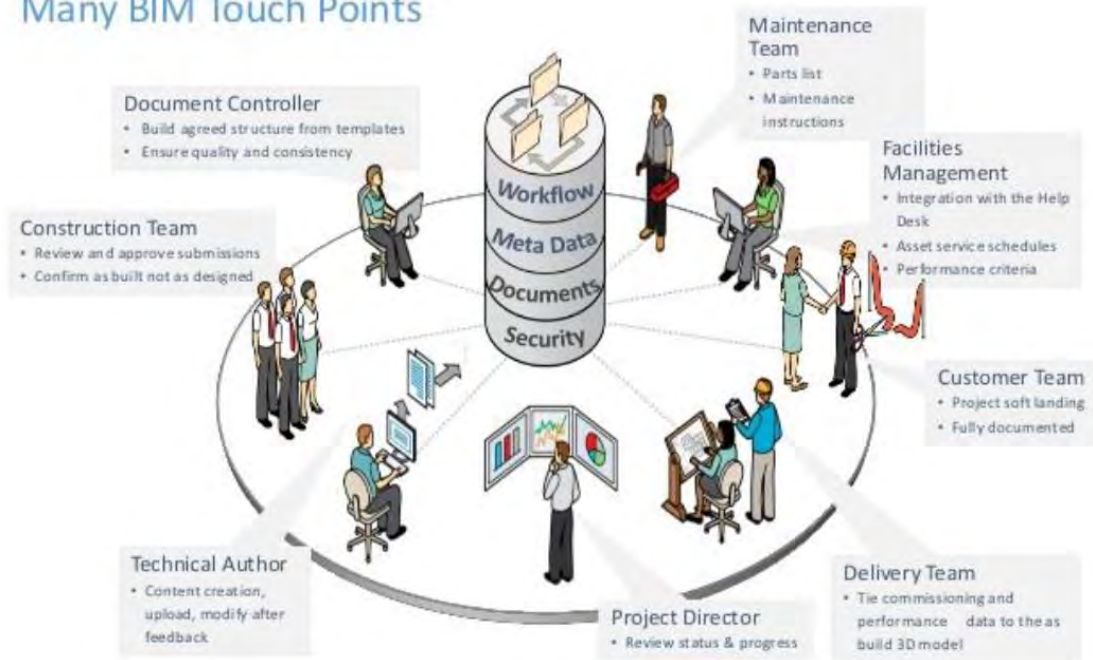 Many BIM Touch Points
Maintenance
Team
• Parts list
• Maintenance
instructions
Document Controller
• Build agreed structure from templates
• Ensure quality and consistency
Facilities
Management
• Integration with the Help
Desk
• Asset service schedules
• Performance criteria
Construction Team
• Review and approve submissions
• Confirm as built not as designed
Workflow
Meta Data
Documents
Security
Customer Team
• Project soft landing
• Fully documented
Technical Author
• Content creation,
upload, modify after
feedback
Project Director
• Review status & progress
Delivery Team
• Tie commissioning and
performance data to the as
build 3D model